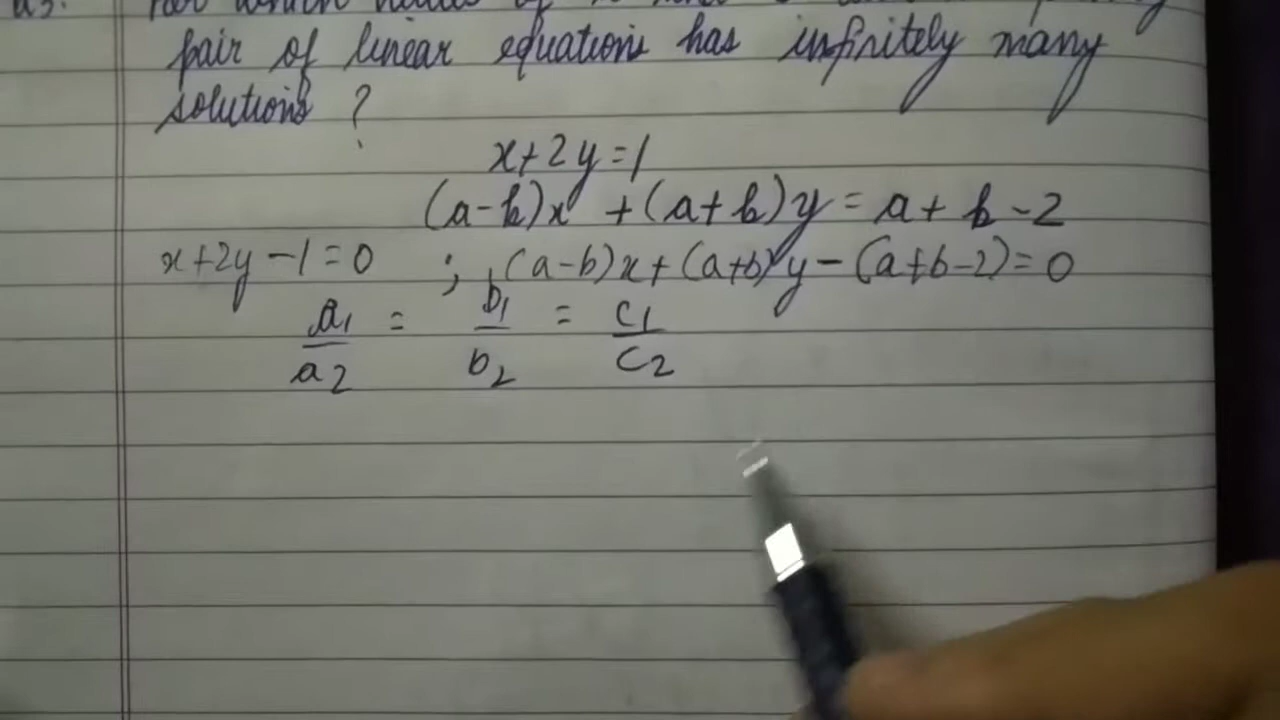 pair of linear equations has infinitely many
solutions ?
x+2y=1
(a-b)x +(a+b)y=a+b-2
x+2y-1=0 ; (a-b)x+(a+b)y-(a+b-2)=0
a₁/a₂ = b₁/b₂ = c₁/c₂